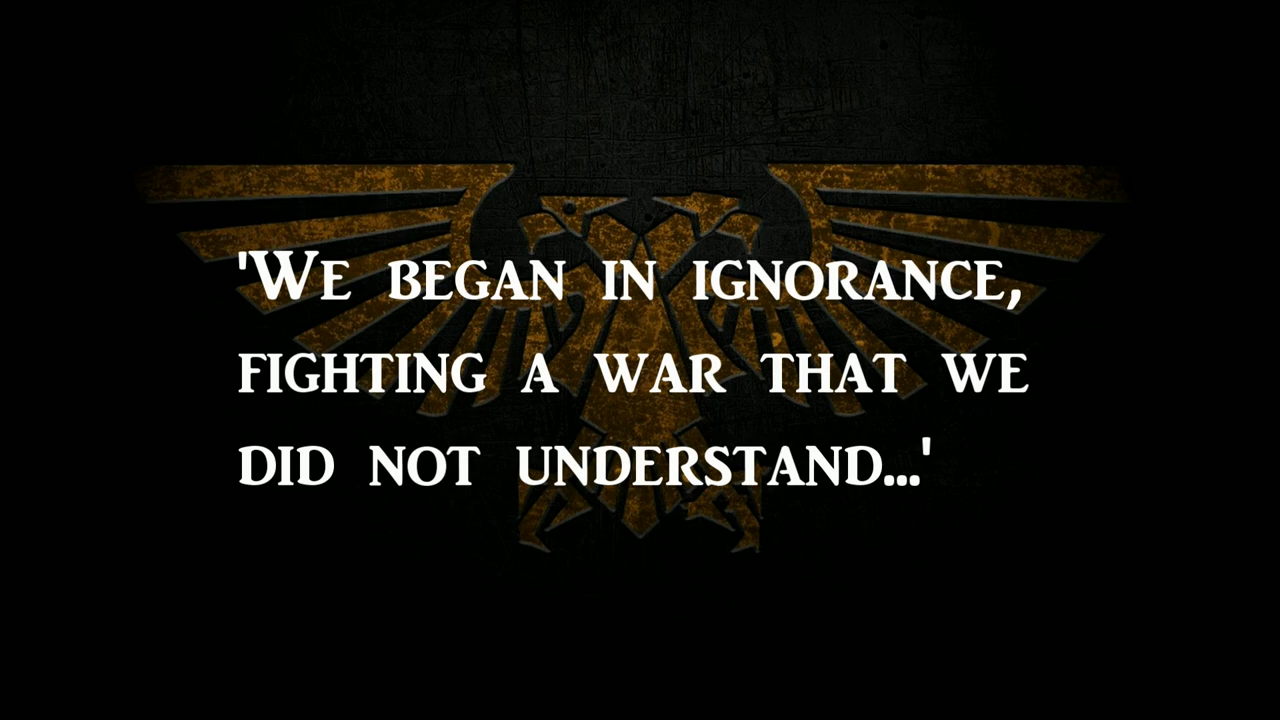 'We began in ignorance,
fighting a war that we
did not understand...'